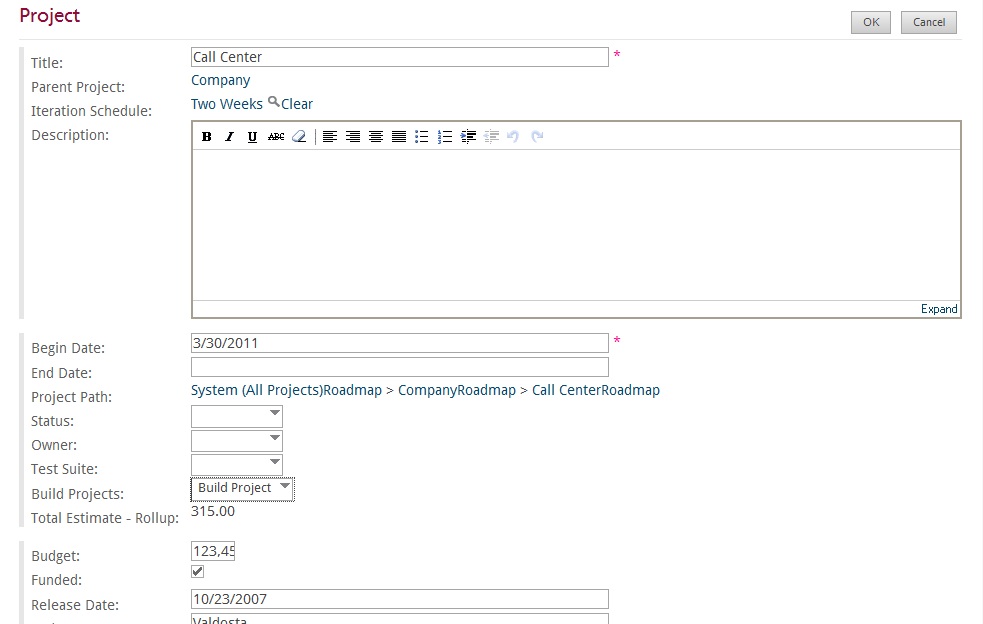 Project
OK Cancel
Title: Call Center *
Parent Project: Company
Iteration Schedule: Two Weeks Clear
Description:
B I U ABC
Expand
Begin Date: 3/30/2011 *
End Date:
Project Path: System (All Projects)Roadmap > CompanyRoadmap > Call CenterRoadmap
Status:
Owner:
Test Suite:
Build Projects: Build Project
Total Estimate - Rollup: 315.00
Budget: 123,45
Funded:
Release Date: 10/23/2007
Valdosta